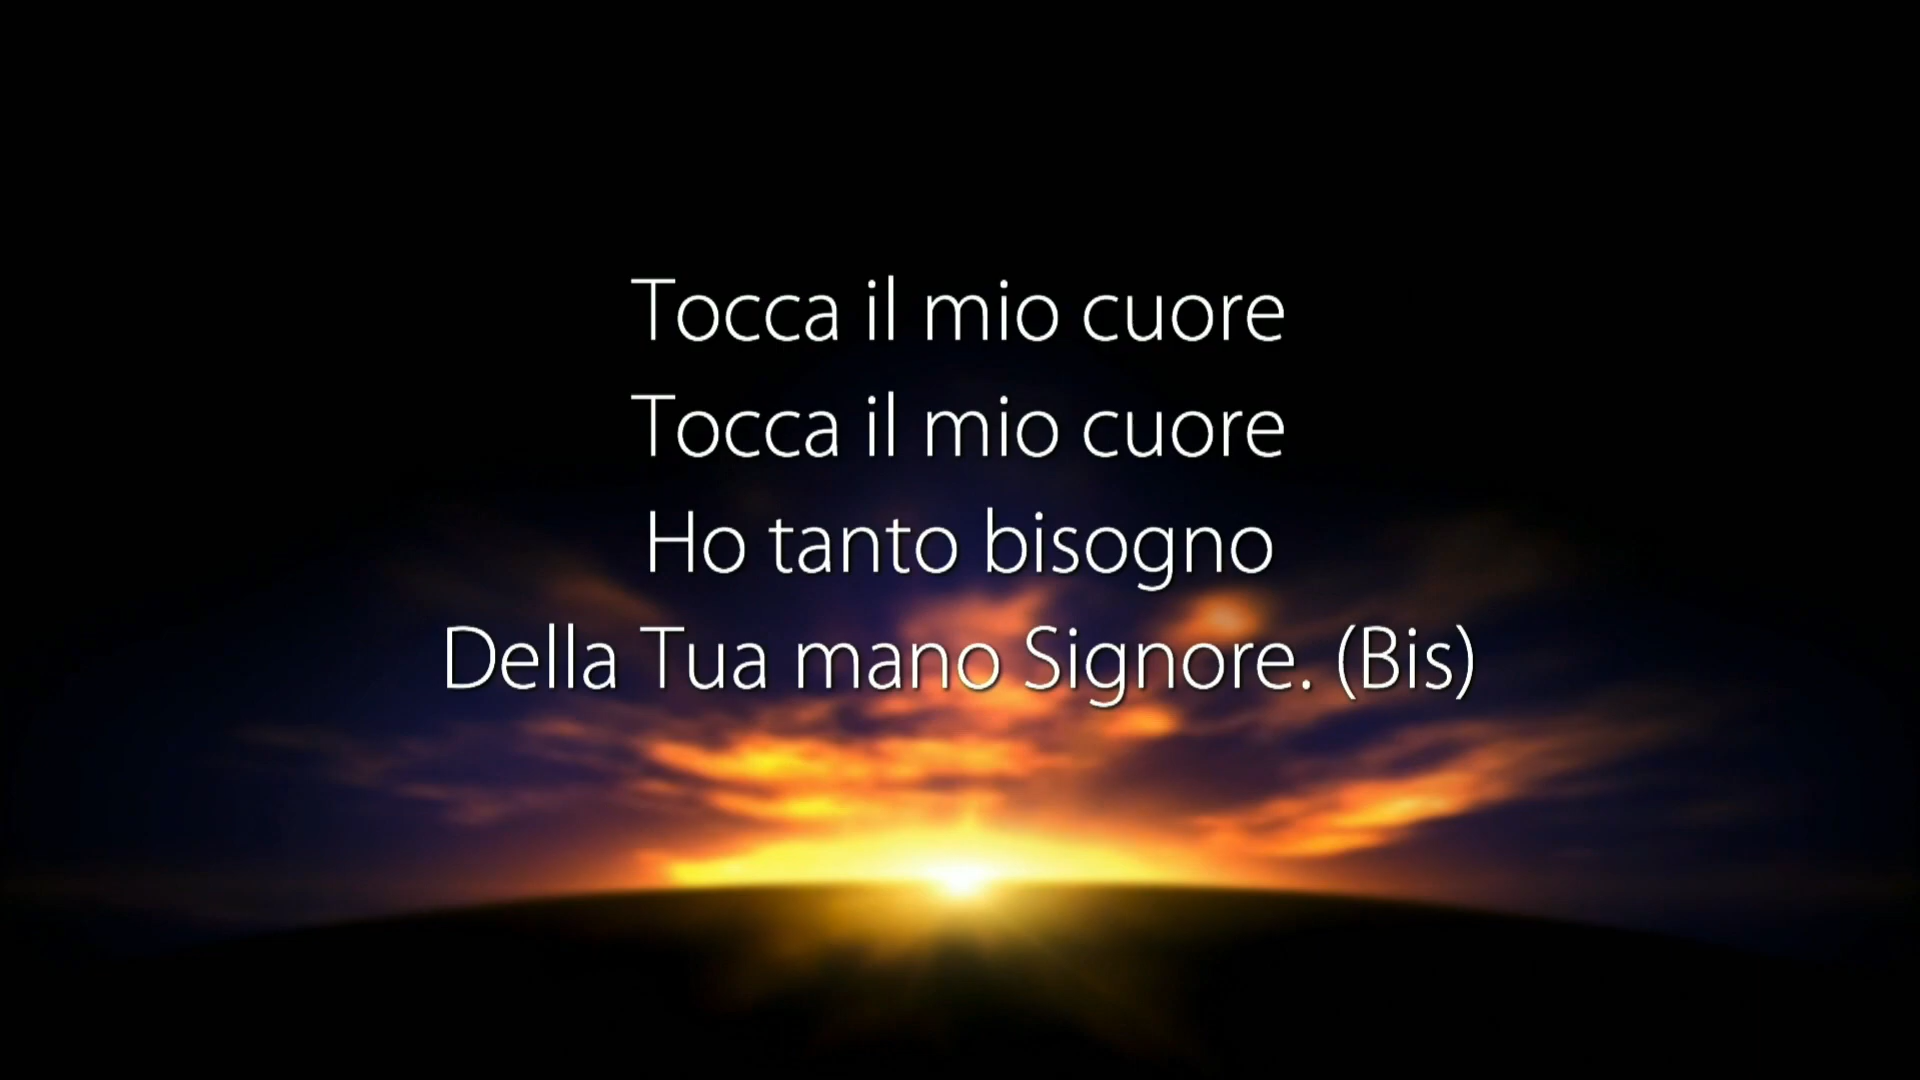 Tocca il mio cuore
Tocca il mio cuore
Ho tanto bisogno
Della Tua mano Signore. (Bis)